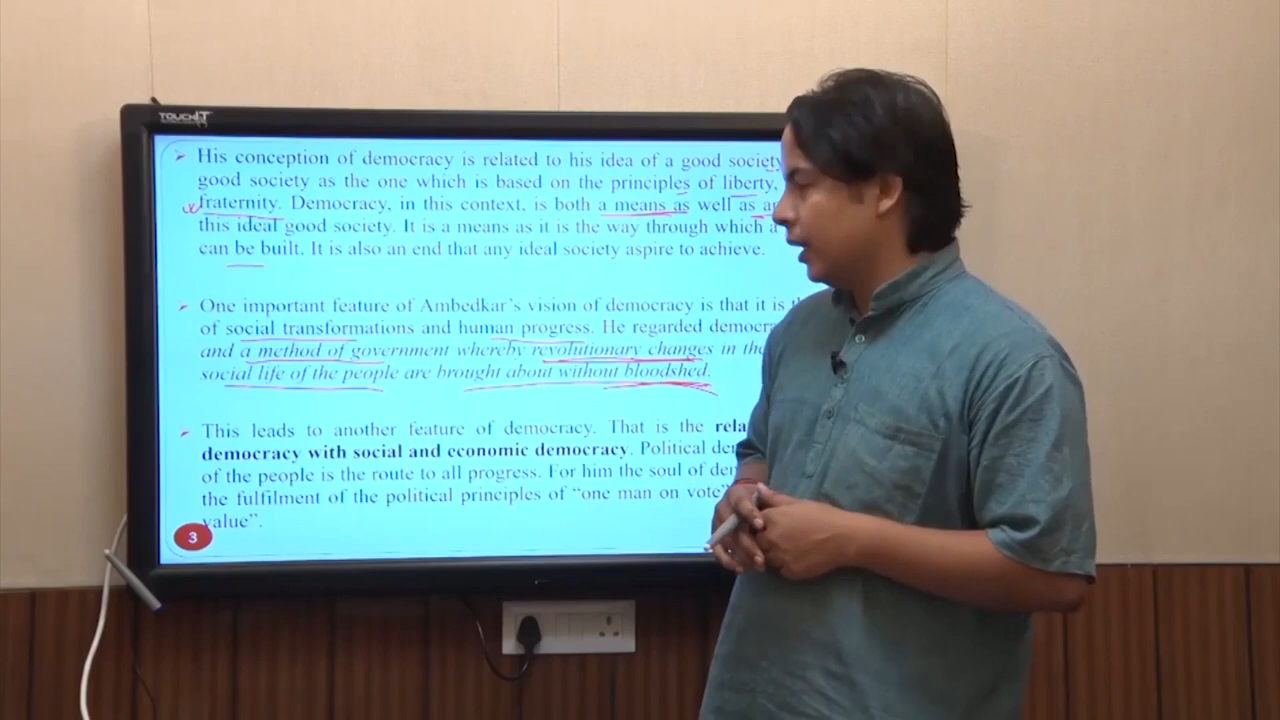 TOUCHIT
➤ His conception of democracy is related to his idea of a good society
good society as the one which is based on the principles of liberty,
fraternity. Democracy, in this context, is both a means as well as
this ideal good society. It is a means as it is the way through which a
can be built. It is also an end that any ideal society aspire to achieve.
➤ One important feature of Ambedkar's vision of democracy is that it is
of social transformations and human progress. He regarded
and a method of government whereby revolutionary changes in the
social life of the people are brought about without bloodshed.
➤ This leads to another feature of democracy. That is the
democracy with social and economic democracy. Political
of the people is the route to all progress. For him the soul of
the fulfilment of the political principles of "one man on vote"
value".
3